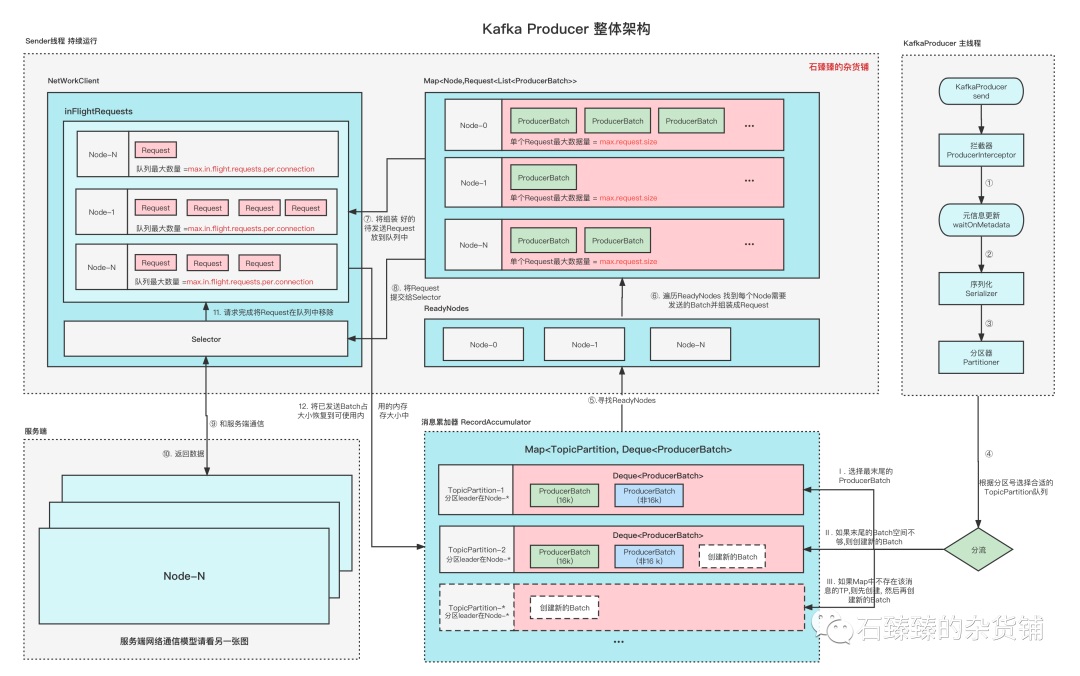 Kafka Producer 整体架构
Sender线程 持续运行
石臻臻的杂货铺
NetWorkClient
inFlightRequests
Node-N
Request
队列最大数量 =max.in.flight.requests.per.connection
Node-1
Request
Request
Request
Request
队列最大数量 =max.in.flight.requests.per.connection
Node-N
Request
Request
Request
队列最大数量 =max.in.flight.requests.per.connection
11. 请求完成将Request在队列中移除
Selector
Map<Node,Request<List<ProducerBatch>>
Node-0
ProducerBatch
ProducerBatch
ProducerBatch
...
单个Request最大数据量 = max.request.size
Node-1
ProducerBatch
...
单个Request最大数据量 = max.request.size
Node-N
ProducerBatch
ProducerBatch
...
单个Request最大数据量 = max.request.size
⑦. 将组装 好的
待发送Request
放到队列中
⑧. 将Request
提交给Selector
⑥. 遍历ReadyNodes 找到每个Node需要
发送的Batch并组装成Request
ReadyNodes
Node-0
Node-1
Node-N
⑤.寻找ReadyNodes
12. 将已发送Batch占
大小恢复到可使用内
用的内存
存大小中
⑨ 和服务端通信
⑩. 返回数据
服务端
Node-N
服务端网络通信模型请看另一张图
消息累加器 RecordAccumulator
Map<TopicPartition, Deque<ProducerBatch>
TopicPartition-1
分区leader在Node-*
Deque<ProducerBatch>
ProducerBatch
(16k)
ProducerBatch
(非16k)
TopicPartition-2
分区leader在Node-*
Deque<ProducerBatch>
ProducerBatch
(16k)
ProducerBatch
(非16 k)
创建新的Batch
TopicPartition-*
分区leader在Node-*
创建新的Batch
...
KafkaProducer 主线程
KafkaProducer
send
拦截器
ProducerInterceptor
①
元信息更新
waitOnMetadata
②
序列化
Serializer
③
分区器
Partitioner
④
根据分区号选择合适的
TopicPartition队列
分流
Ⅰ. 选择最末尾的
ProducerBatch
Ⅱ. 如果末尾的Batch空间不
够,则创建新的Batch
Ⅲ. 如果Map中不存在该消
息的TP,则先创建, 然后再创
建新的Batch
石臻臻的杂货铺